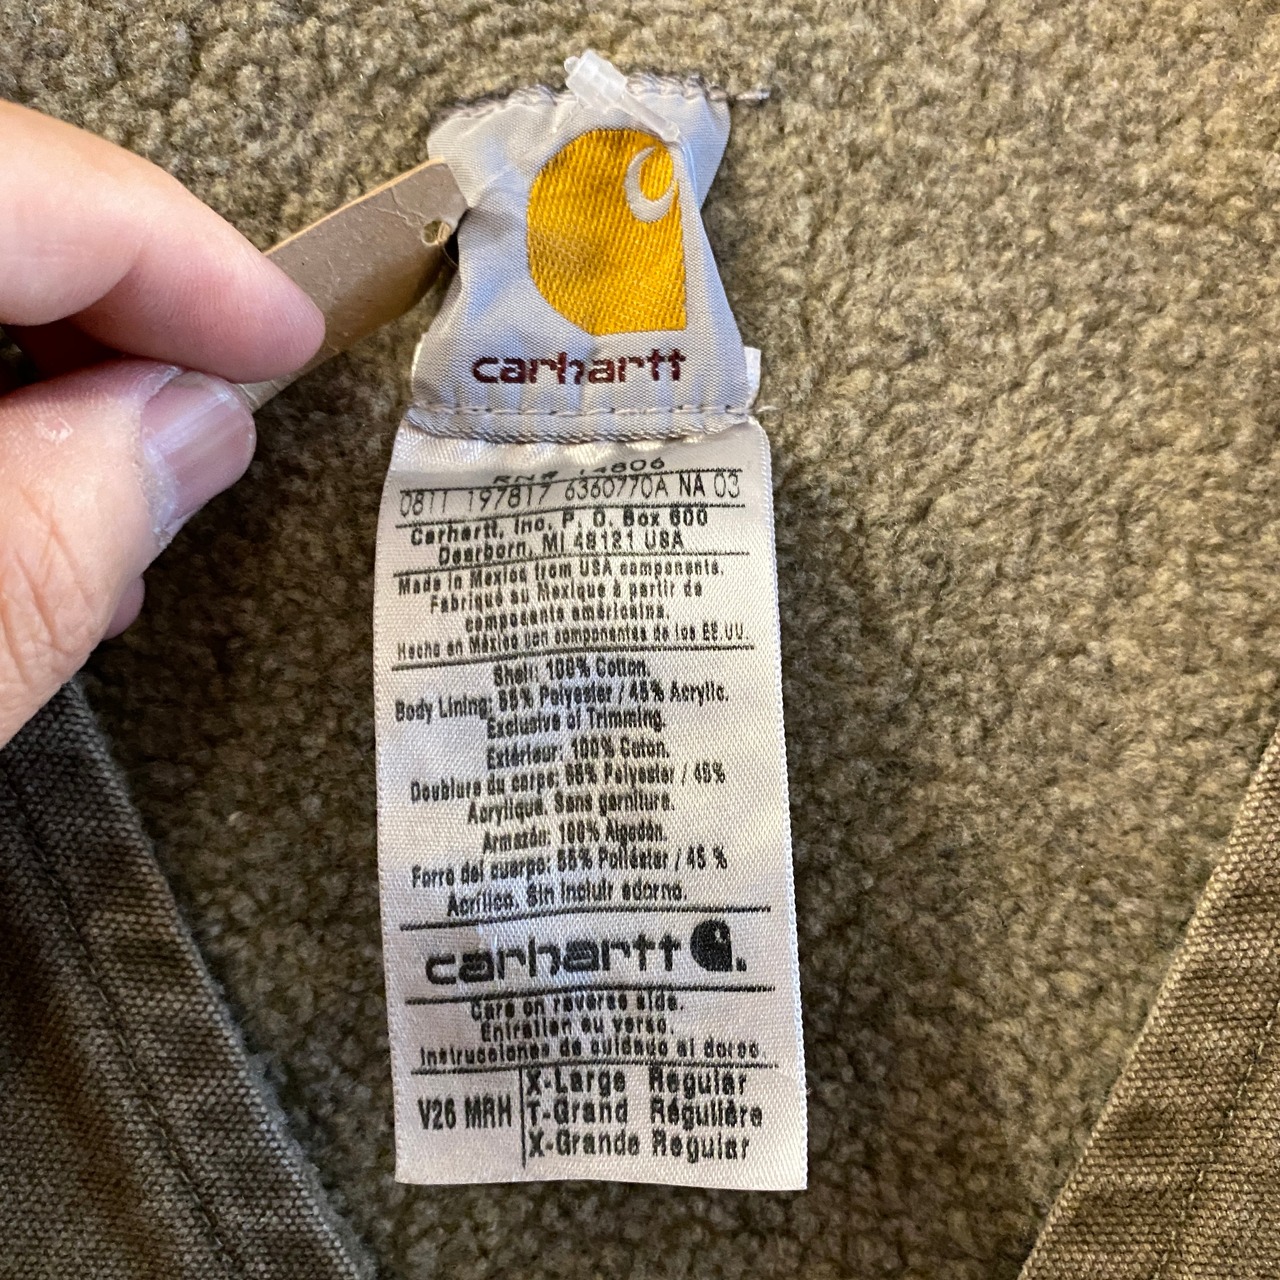 carhartt
RN# 14806
0811 197817 6360770A NA 03
Carhartt, Inc. P. O. Box 600
Dearborn, MI 48121 USA
Made in Mexico from USA components.
Fabriqué au Mexique à partir de
composants américains.
Hecho en México con componentes de los EE.UU.
Shell: 100% Cotton.
Body Lining: 55% Polyester / 45% Acrylic.
Exclusive of Trimming.
Extérieur: 100% Coton.
Doublure du corps: 55% Polyester / 45%
Acrylique. Sans garniture.
Armazón: 100% Algodón.
Forro del cuerpo: 55% Poliéster / 45 %
Acrílico. Sin incluir adorno.
carhartt
Care on reverse side.
Entretien au verso.
Instrucciones de cuidado al dorso.
V26 MRH
X-Large Regular
T-Grand Régulière
X-Grande Regular